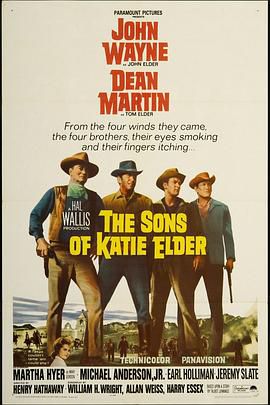 PARAMOUNT PICTURES
PRESENTS
JOHN
WAYNE
as JOHN ELDER
DEAN
MARTIN
as TOM ELDER
From the four winds they came,
the four brothers, their eyes smoking
and their fingers itching...
A
HAL
WALLIS
PRODUCTION
THE SONS
OF KATIE ELDER
TECHNICOLOR PANAVISION
MARTHA HYER MICHAEL ANDERSON, JR. EARL HOLLIMAN JEREMY SLATE
HENRY HATHAWAY WILLIAM H. WRIGHT, ALLAN WEISS, HARRY ESSEX